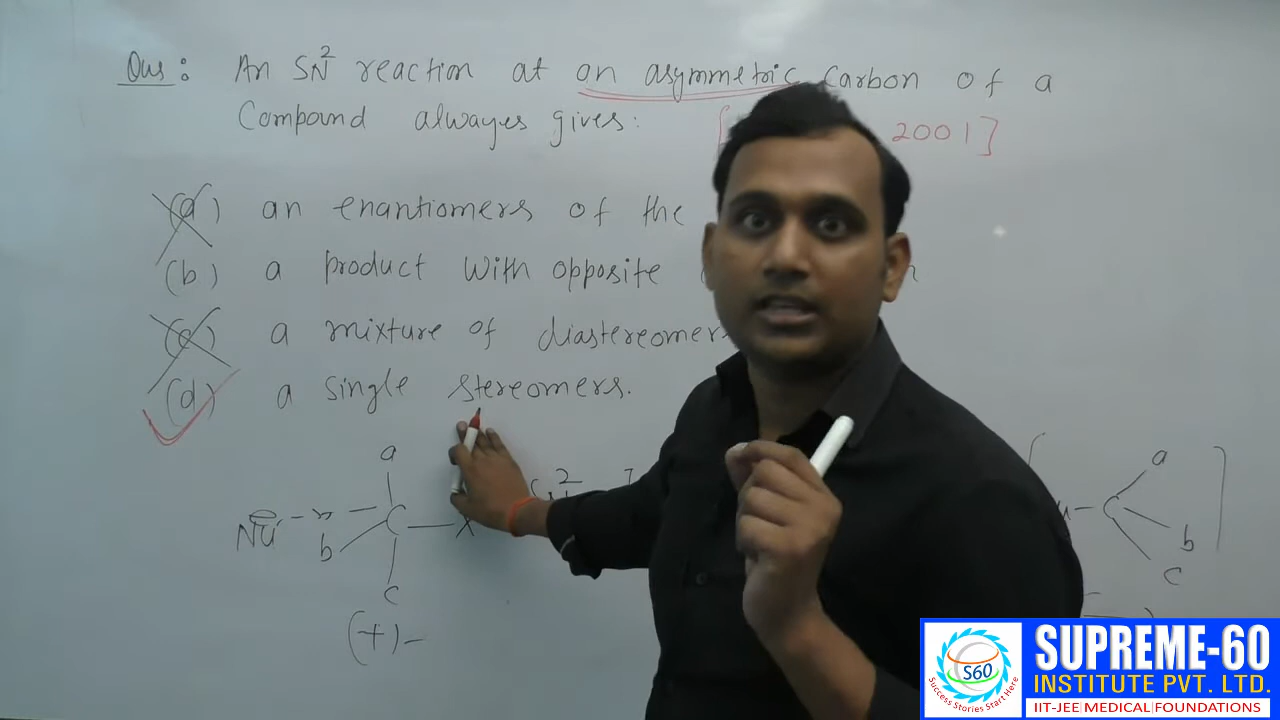 Qus : An SN² reaction at an asymmetric Carbon of a
Compound alwayes gives: [ 2001]
(a) an enantiomers of the
(b) a product with opposite
(c) a mixture of diastereomers
(d) a single stereomers.
a
SN²
a
Nu C X C
b
b
c
c
(+)-
S60
Success Stories Start Here
SUPREME-60
INSTITUTE PVT. LTD.
IIT-JEE MEDICAL FOUNDATIONS